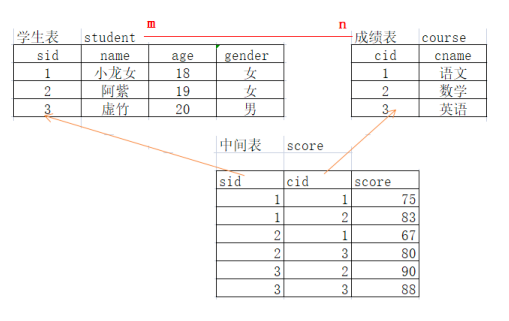 m n
学生表 student 成绩表 course
sid name age gender cid cname
1 小龙女 18 女 1 语文
2 阿紫 19 女 2 数学
3 虚竹 20 男 3 英语
中间表 score
sid cid score
1 1 75
1 2 83
2 1 67
2 3 80
3 2 90
3 3 88